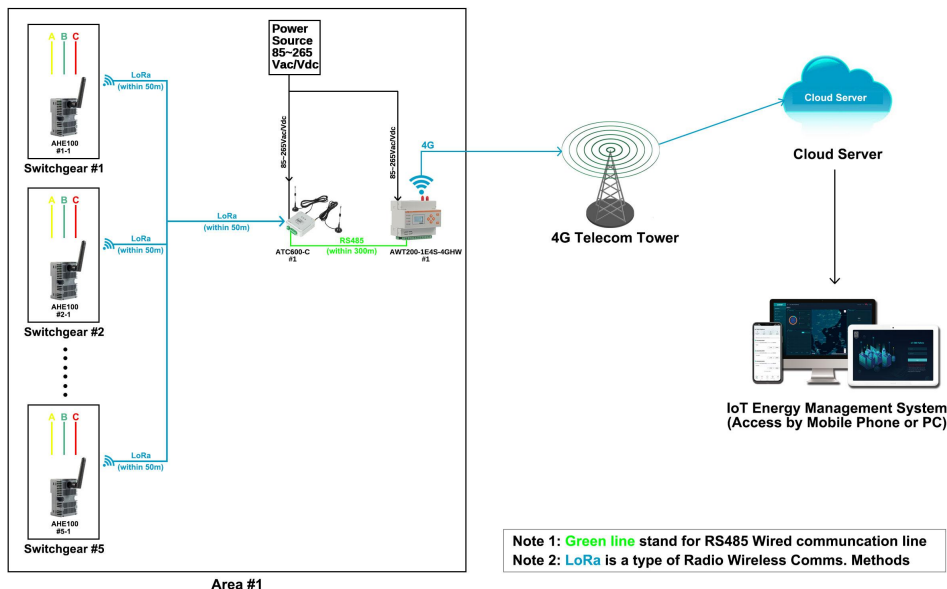 A B C
LoRa
(within 50m)
AHE100
#1-1
Switchgear #1
A B C
LoRa
(within 50m)
AHE100
#2-1
Switchgear #2
A B C
LoRa
(within 50m)
AHE100
#5-1
Switchgear #5
LoRa
(within 50m)
Power
Source
85~265
Vac/Vdc
85~265Vac/Vdc
85~265Vac/Vdc
RS485
(within 300m)
ATC600-C
#1
AWT200-1E4S-4GHW
#1
4G
Area #1
4G Telecom Tower
Cloud Server
Cloud Server
IoT Energy Management System
(Access by Mobile Phone or PC)
Note 1: Green line stand for RS485 Wired communcation line
Note 2: LoRa is a type of Radio Wireless Comms. Methods